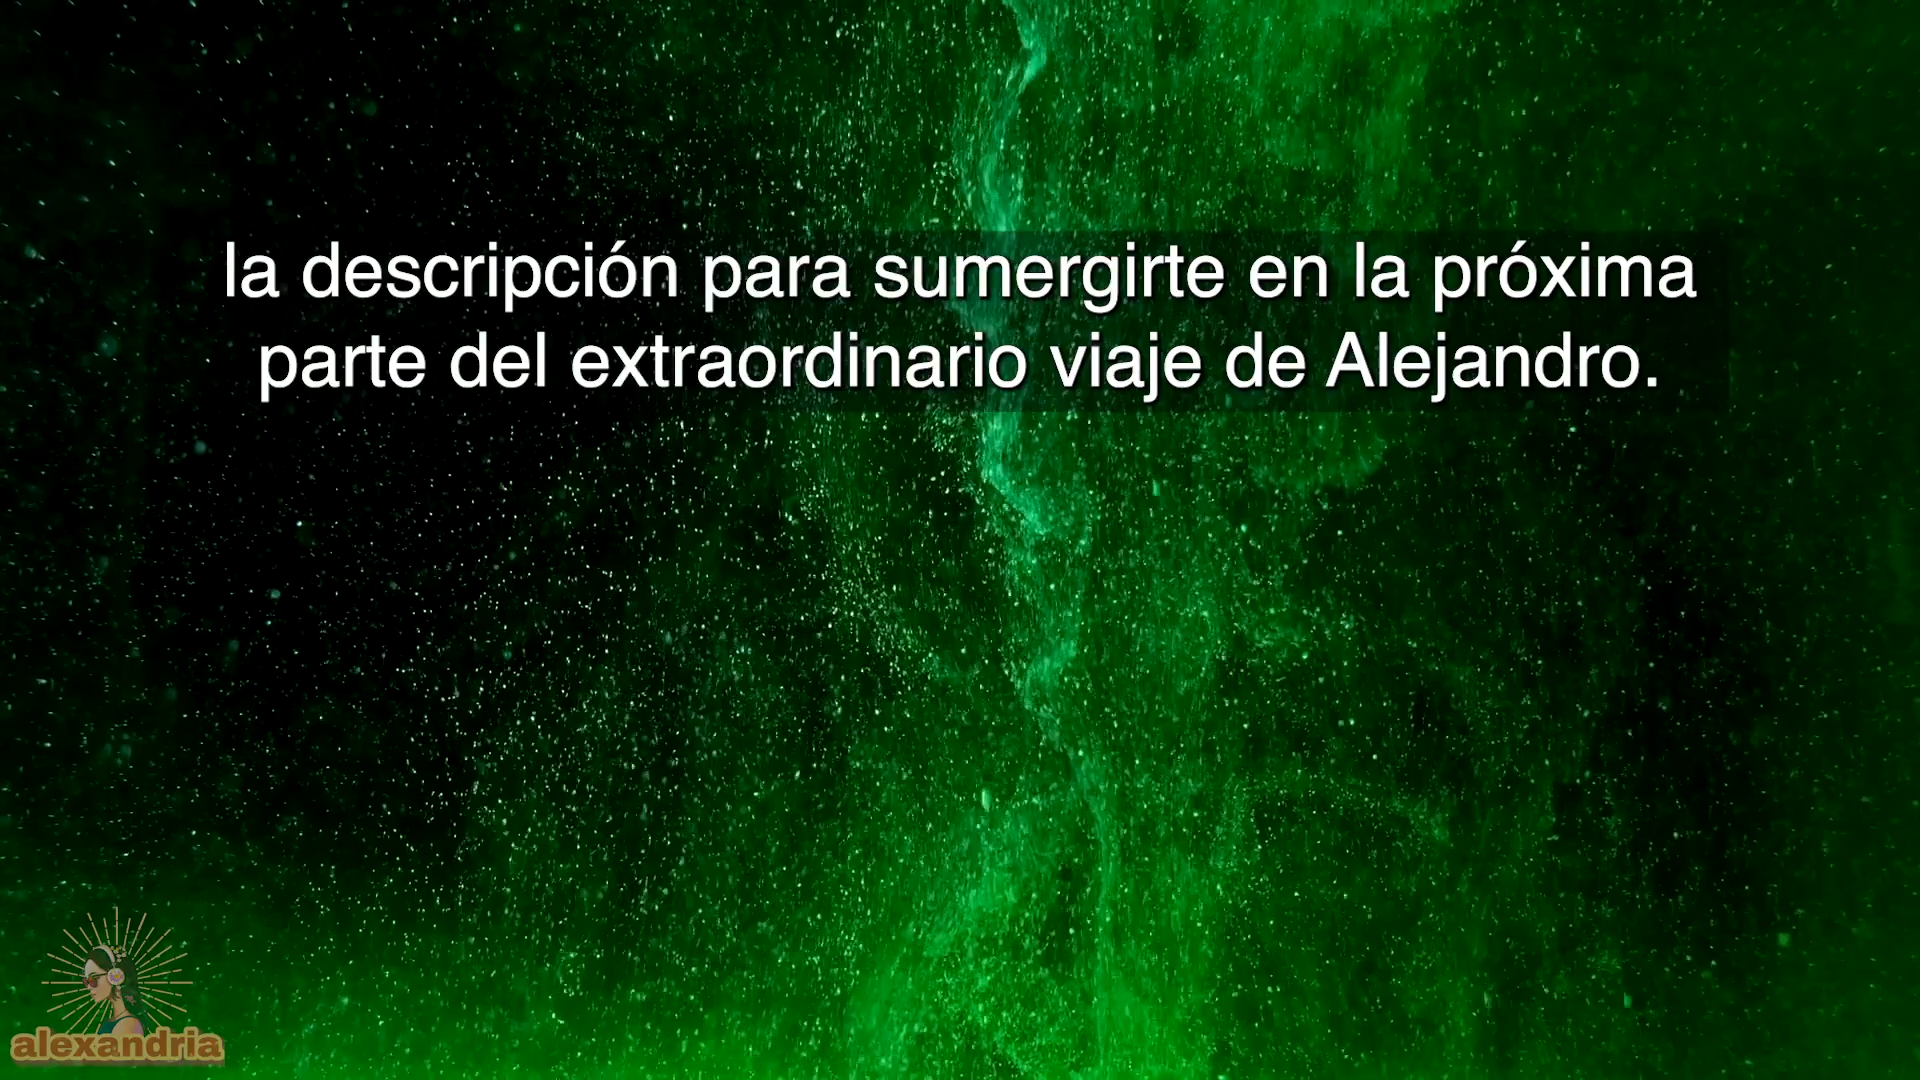 la descripción para sumergirte en la próxima
parte del extraordinario viaje de Alejandro.
alexandria